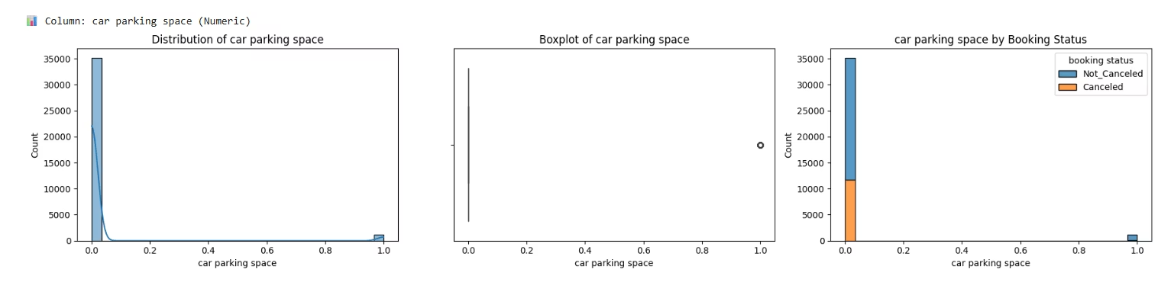 📊 Column: car parking space (Numeric)
Distribution of car parking space
35000
30000
25000
20000
15000
10000
5000
0
Count
0.0 0.2 0.4 0.6 0.8 1.0
car parking space
Boxplot of car parking space
0.0 0.2 0.4 0.6 0.8 1.0
car parking space
car parking space by Booking Status
booking status
Not_Canceled
Canceled
35000
30000
25000
20000
15000
10000
5000
0
Count
0.0 0.2 0.4 0.6 0.8 1.0
car parking space